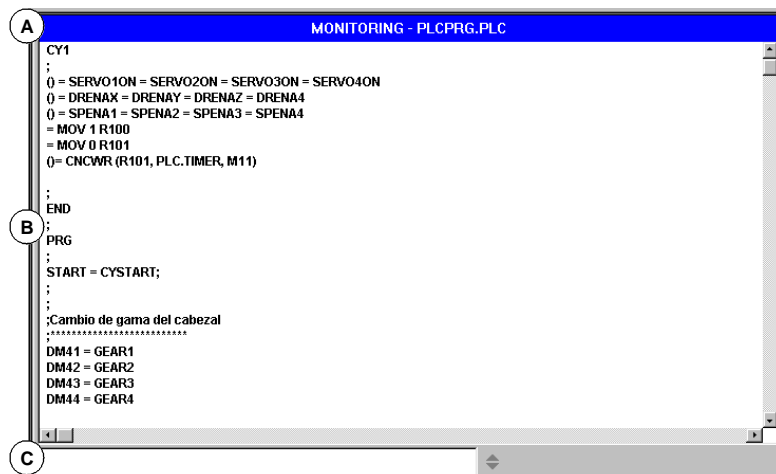 A
MONITORING - PLCPRG.PLC
CY1
;
() = SERVO1ON = SERVO2ON = SERVO3ON = SERVO4ON
() = DRENAX = DRENAY = DRENAZ = DRENA4
() = SPENA1 = SPENA2 = SPENA3 = SPENA4
= MOV 1 R100
= MOV 0 R101
()= CNCWR (R101, PLC.TIMER, M11)
;
END
B
;
PRG
;
START = CYSTART;
;
;
;Cambio de gama del cabezal
;**************************
DM41 = GEAR1
DM42 = GEAR2
DM43 = GEAR3
DM44 = GEAR4
C